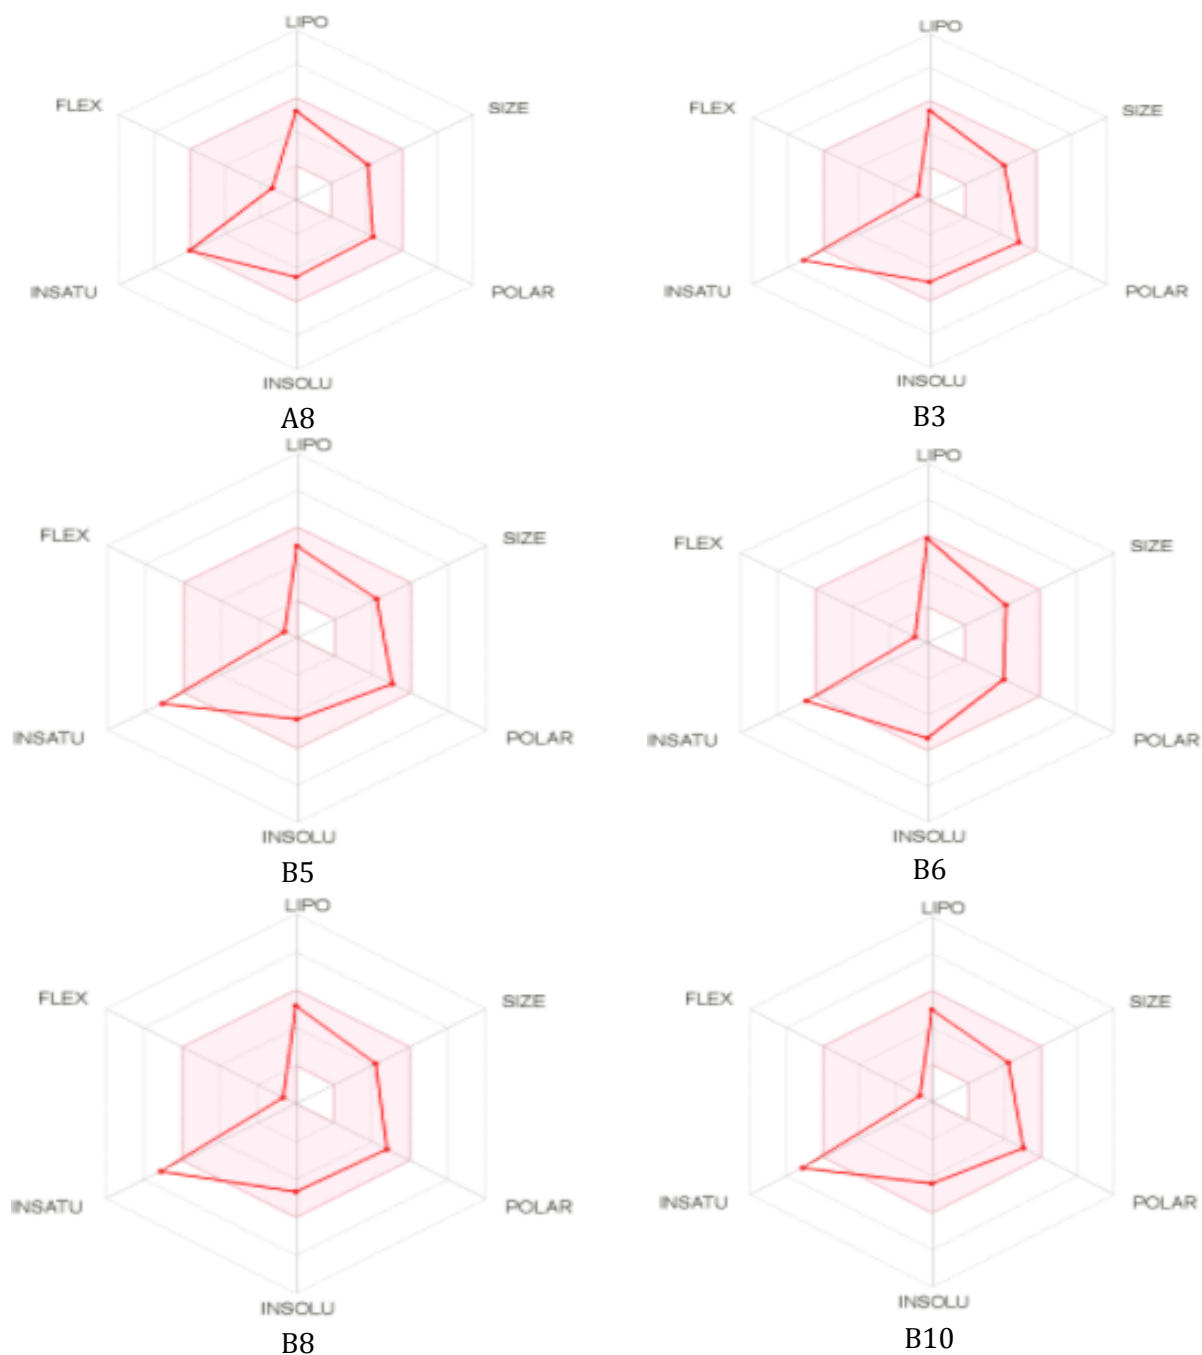 LIPO
FLEX
SIZE
INSATU
POLAR
INSOLU
A8
LIPO
FLEX
SIZE
INSATU
POLAR
INSOLU
B3
LIPO
FLEX
SIZE
INSATU
POLAR
INSOLU
B5
LIPO
FLEX
SIZE
INSATU
POLAR
INSOLU
B6
LIPO
FLEX
SIZE
INSATU
POLAR
INSOLU
B8
LIPO
FLEX
SIZE
INSATU
POLAR
INSOLU
B10